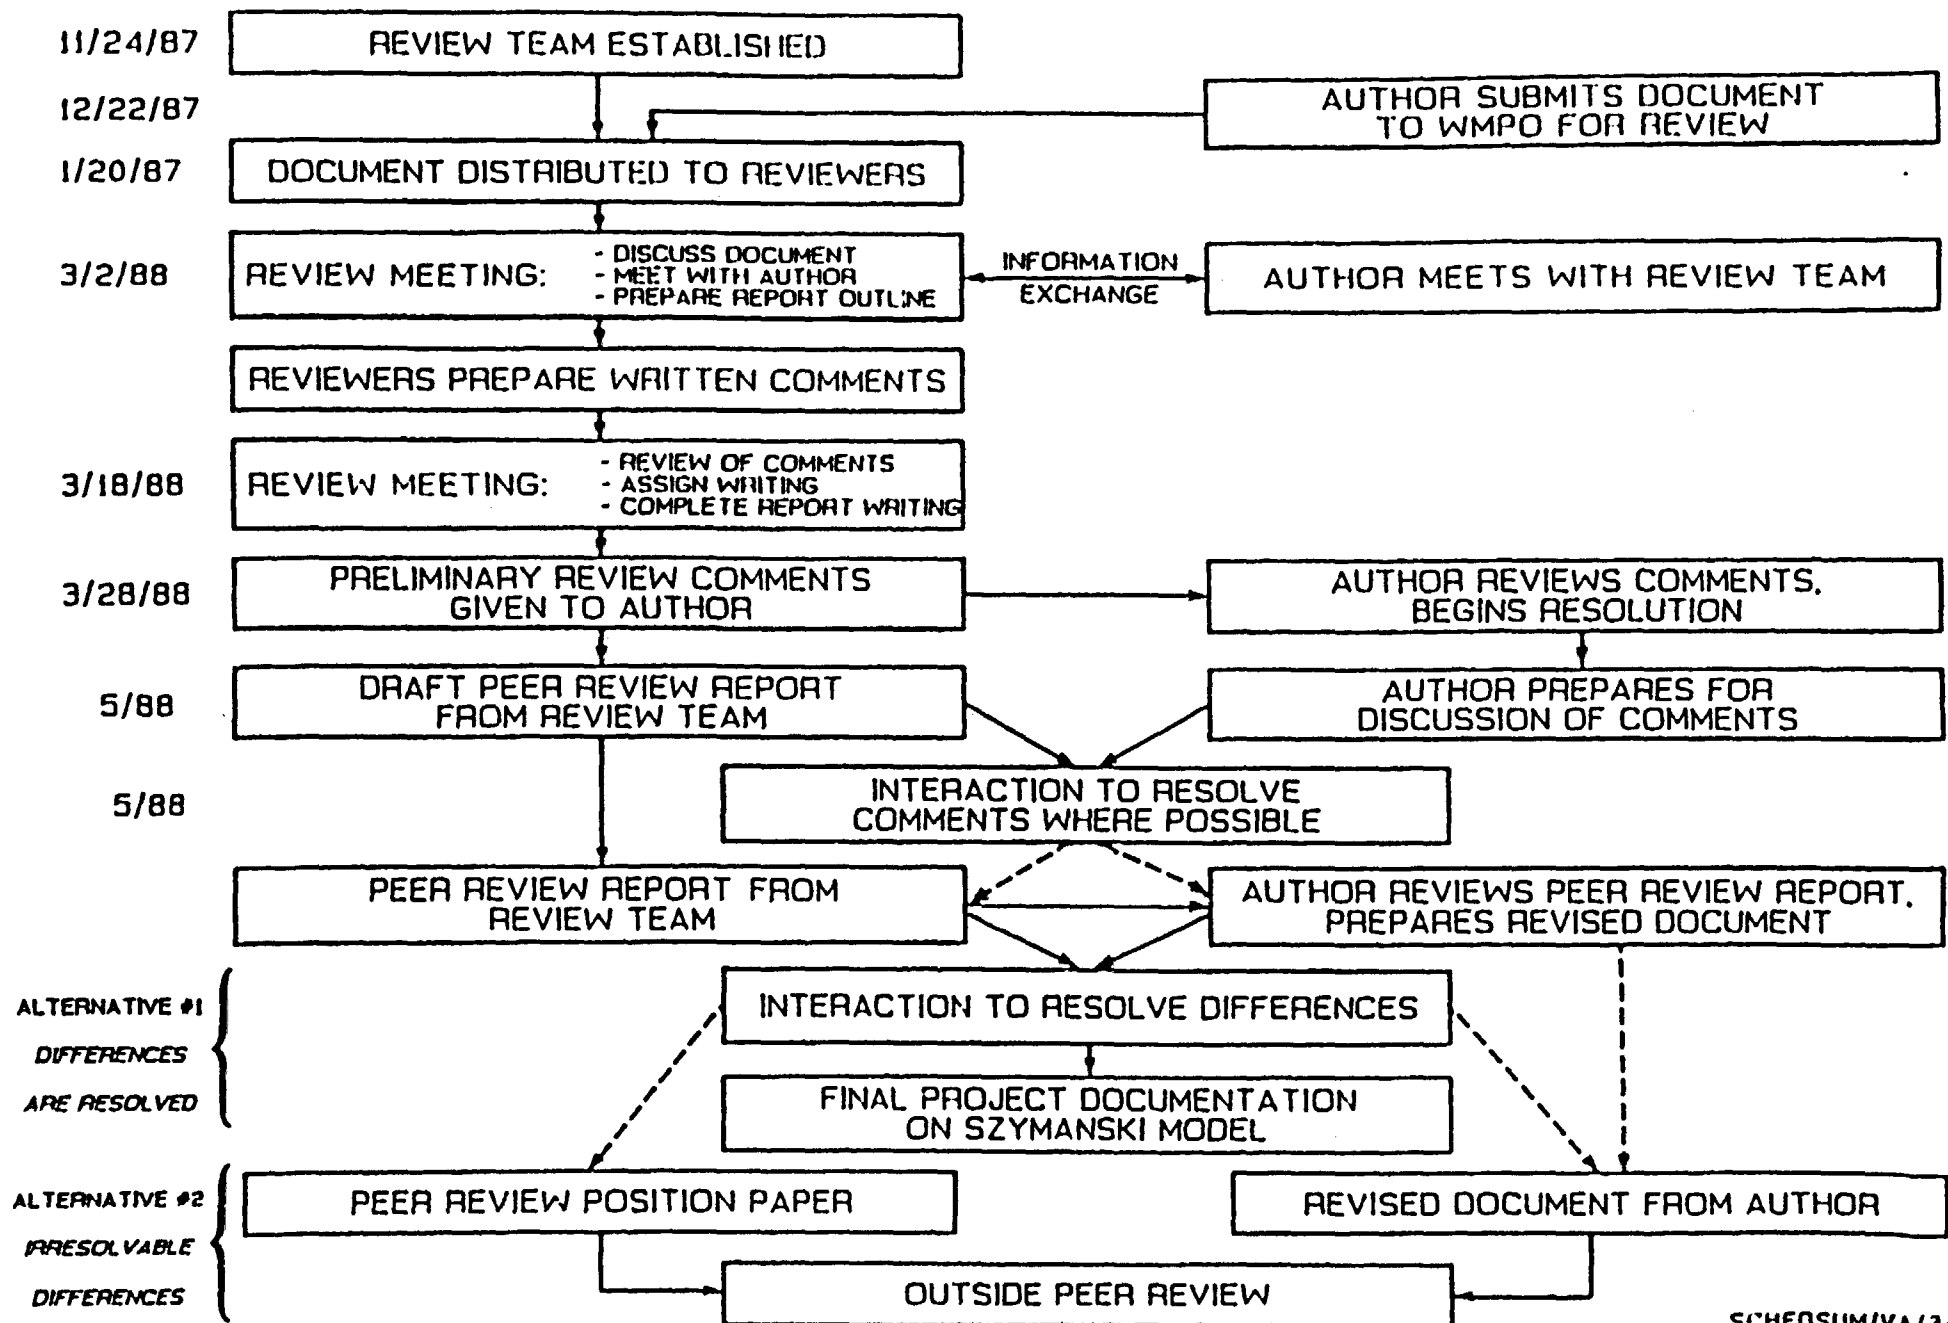 11/24/87
REVIEW TEAM ESTABLISHED
12/22/87
AUTHOR SUBMITS DOCUMENT
TO WMPO FOR REVIEW
1/20/87
DOCUMENT DISTRIBUTED TO REVIEWERS
3/2/88
REVIEW MEETING:
- DISCUSS DOCUMENT
- MEET WITH AUTHOR
- PREPARE REPORT OUTLINE
INFORMATION
EXCHANGE
AUTHOR MEETS WITH REVIEW TEAM
REVIEWERS PREPARE WRITTEN COMMENTS
3/18/88
REVIEW MEETING:
- REVIEW OF COMMENTS
- ASSIGN WRITING
- COMPLETE REPORT WRITING
3/28/88
PRELIMINARY REVIEW COMMENTS
GIVEN TO AUTHOR
AUTHOR REVIEWS COMMENTS,
BEGINS RESOLUTION
5/88
DRAFT PEER REVIEW REPORT
FROM REVIEW TEAM
AUTHOR PREPARES FOR
DISCUSSION OF COMMENTS
5/88
INTERACTION TO RESOLVE
COMMENTS WHERE POSSIBLE
PEER REVIEW REPORT FROM
REVIEW TEAM
AUTHOR REVIEWS PEER REVIEW REPORT,
PREPARES REVISED DOCUMENT
ALTERNATIVE #1
DIFFERENCES
ARE RESOLVED
INTERACTION TO RESOLVE DIFFERENCES
FINAL PROJECT DOCUMENTATION
ON SZYMANSKI MODEL
ALTERNATIVE #2
IRRESOLVABLE
DIFFERENCES
PEER REVIEW POSITION PAPER
REVISED DOCUMENT FROM AUTHOR
OUTSIDE PEER REVIEW